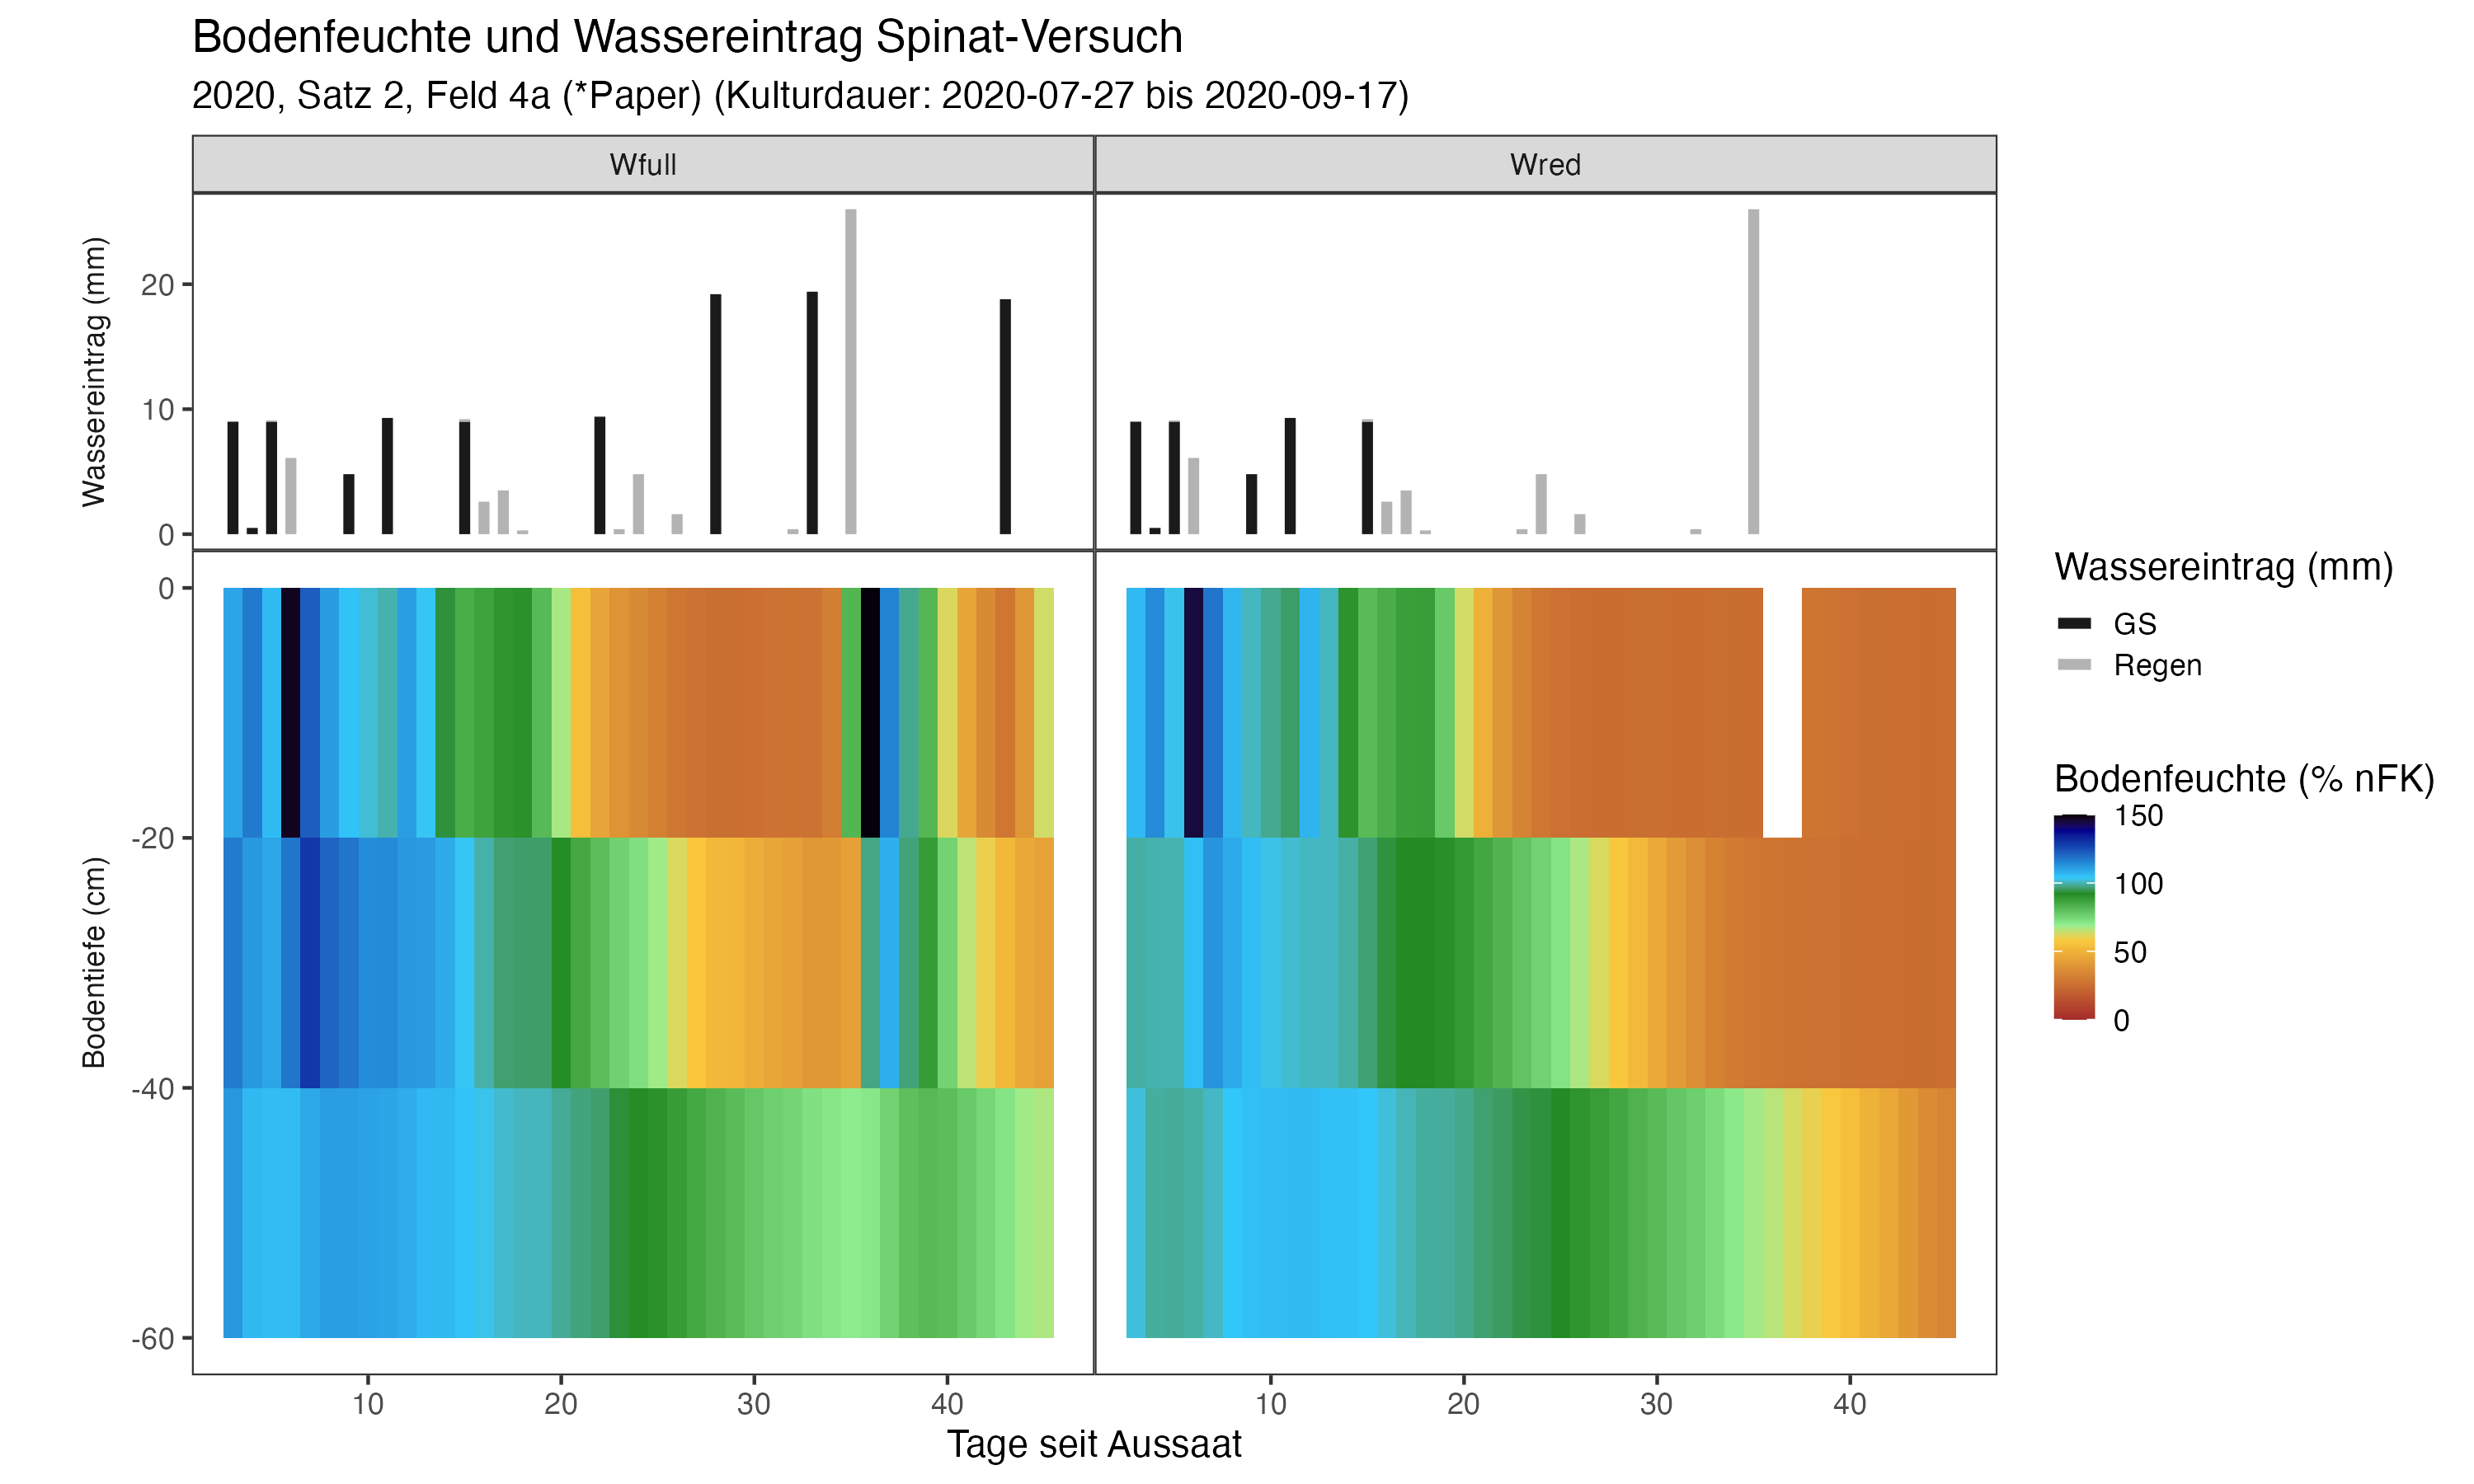 Bodenfeuchte und Wassereintrag Spinat-Versuch
2020, Satz 2, Feld 4a (*Paper) (Kulturdauer: 2020-07-27 bis 2020-09-17)
Wfull
Wred
Wassereintrag (mm)
20
10
0
Bodentiefe (cm)
0
-20
-40
-60
10
20
30
40
10
20
30
40
Tage seit Aussaat
Wassereintrag (mm)
GS
Regen
Bodenfeuchte (% nFK)
150
100
50
0